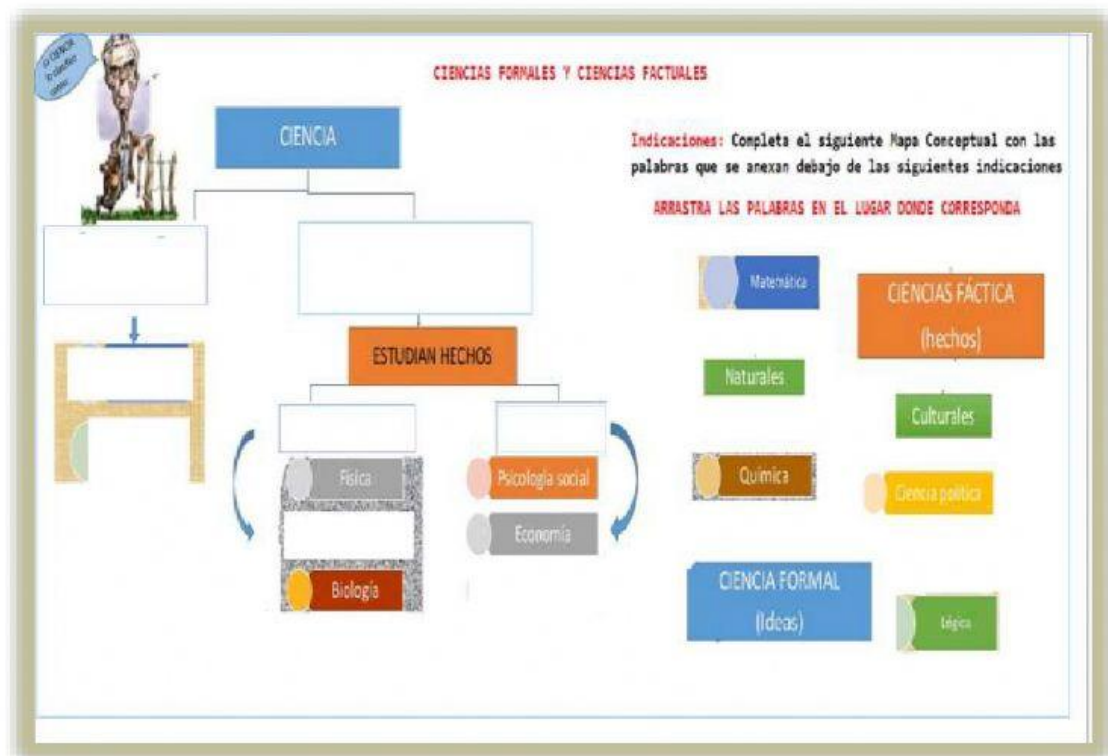 CIENCIAS FORMALES Y CIENCIAS FACTUALES
CIENCIA
Indicaciones: Completa el siguiente Mapa Conceptual con las
palabras que se anexan debajo de las siguientes indicaciones
ARRASTRA LAS PALABRAS EN EL LUGAR DONDE CORRESPONDA
ESTUDIAN HECHOS
Física
Psicología social
Economía
Biología
Matemática
CIENCIAS FÁCTICA
(hechos)
Naturales
Culturales
Química
Ciencia política
CIENCIA FORMAL
(Ideas)
Lógica